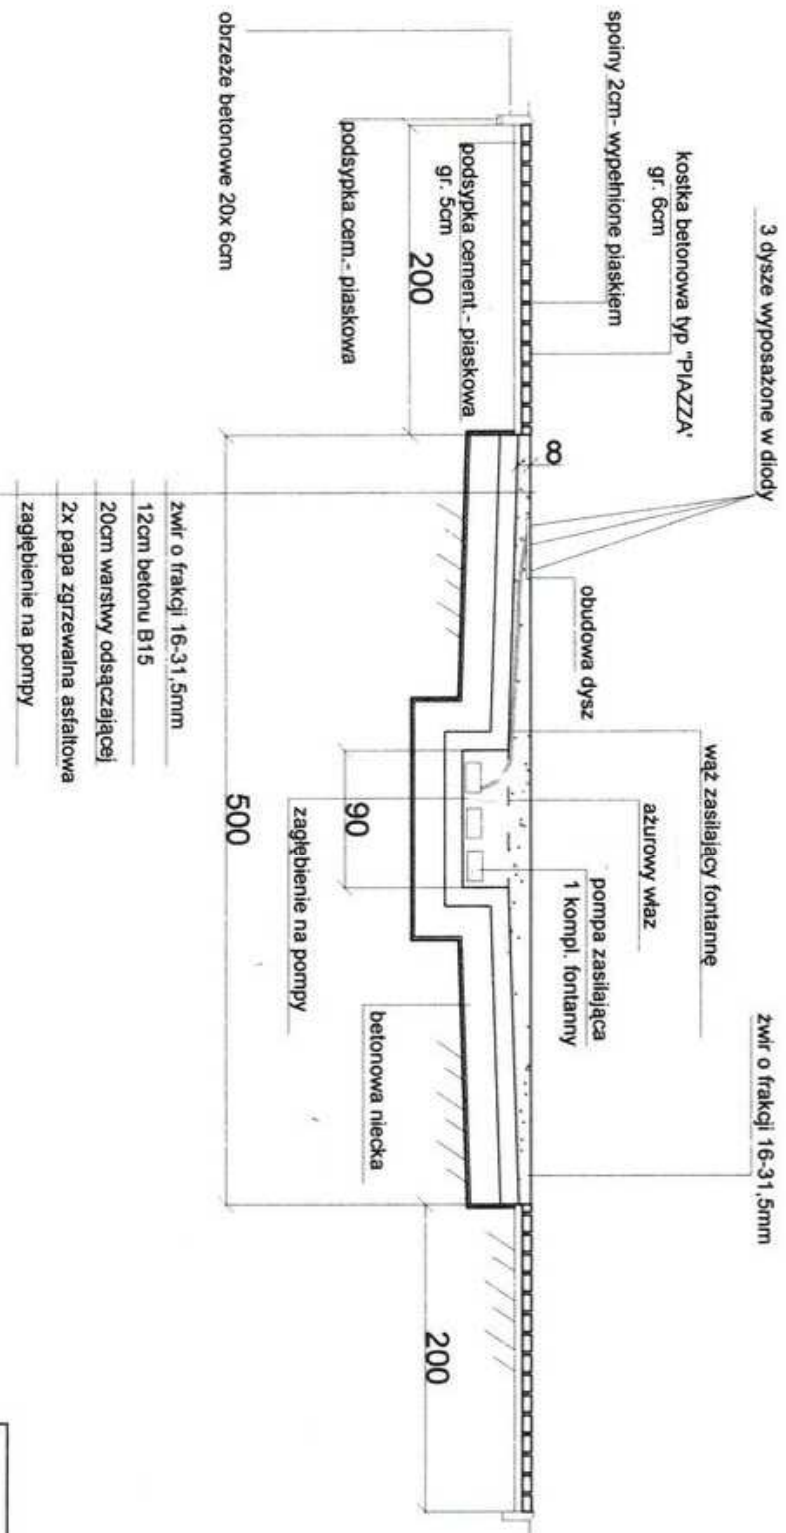 3 dysze wyposażone w diody
kostka betonowa typ "PIAZZA'
gr. 6cm
spoiny 2cm- wypełnione piaskiem
podsypka cement.- piaskowa
gr. 5cm
200
podsypka cem.- piaskowa
obrzeże betonowe 20x 6cm
8
obudowa dysz
wąż zasilający fontannę
ażurowy właz
pompa zasilająca
1 kompl. fontanny
żwir o frakcji 16-31,5mm
90
zagłębienie na pompy
betonowa niecka
500
200
żwir o frakcji 16-31,5mm
12cm betonu B15
20cm warstwy odsączającej
2x papa zgrzewalna asfaltowa
zagłębienie na pompy